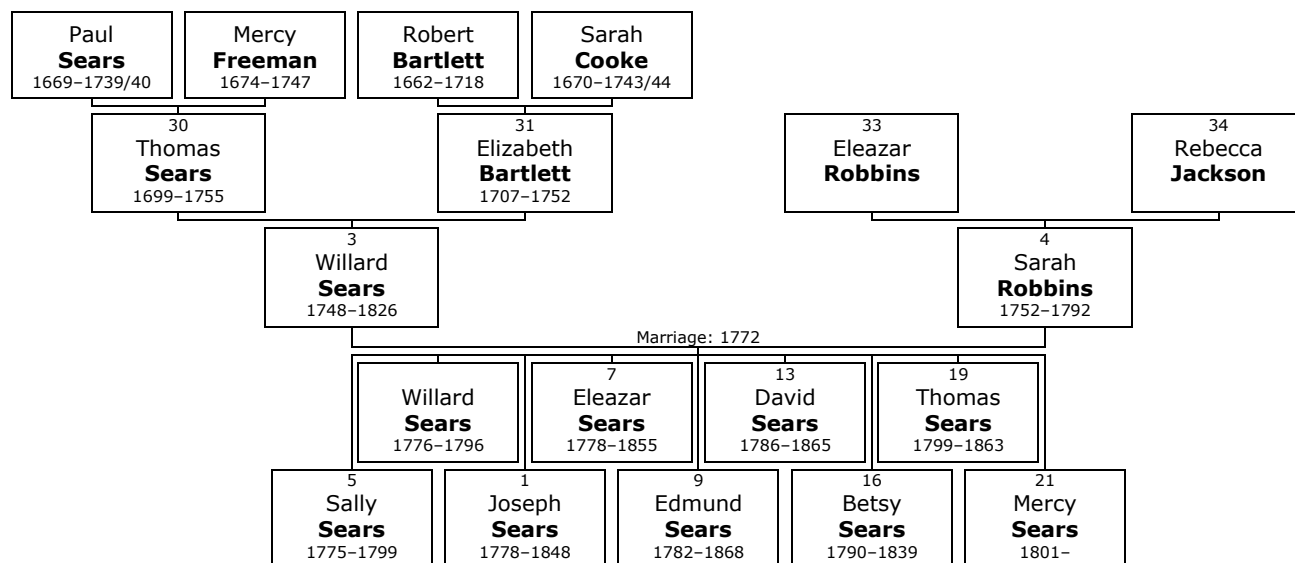 Paul
Sears
1669–1739/40
Mercy
Freeman
1674–1747
Robert
Bartlett
1662–1718
Sarah
Cooke
1670–1743/44
30
Thomas
Sears
1699–1755
31
Elizabeth
Bartlett
1707–1752
33
Eleazar
Robbins
34
Rebecca
Jackson
3
Willard
Sears
1748–1826
4
Sarah
Robbins
1752–1792
Marriage: 1772
Willard
Sears
1776–1796
7
Eleazar
Sears
1778–1855
13
David
Sears
1786–1865
19
Thomas
Sears
1799–1863
5
Sally
Sears
1775–1799
1
Joseph
Sears
1778–1848
9
Edmund
Sears
1782–1868
16
Betsy
Sears
1790–1839
21
Mercy
Sears
1801–